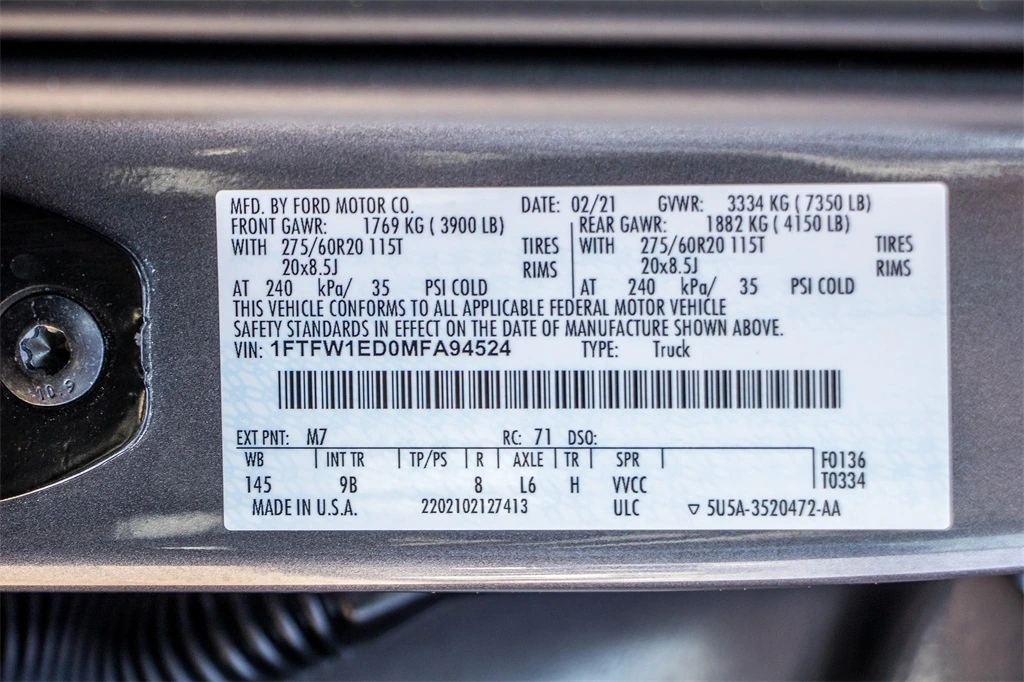 MFD. BY FORD MOTOR CO. DATE: 02/21 GVWR: 3334 KG ( 7350 LB)
FRONT GAWR: 1769 KG ( 3900 LB) REAR GAWR: 1882 KG ( 4150 LB)
WITH 275/60R20 115T TIRES WITH 275/60R20 115T TIRES
20x8.5J RIMS 20x8.5J RIMS
AT 240 kPa/ 35 PSI COLD AT 240 kPa/ 35 PSI COLD
THIS VEHICLE CONFORMS TO ALL APPLICABLE FEDERAL MOTOR VEHICLE
SAFETY STANDARDS IN EFFECT ON THE DATE OF MANUFACTURE SHOWN ABOVE.
VIN: 1FTFW1ED0MFA94524 TYPE: Truck
EXT PNT: M7 RC: 71 DSO:
WB INT TR TP/PS R AXLE TR SPR F0136
145 9B 8 L6 H VVCC T0334
MADE IN U.S.A. 2202102127413 ULC ▽ 5U5A-3520472-AA
10.9